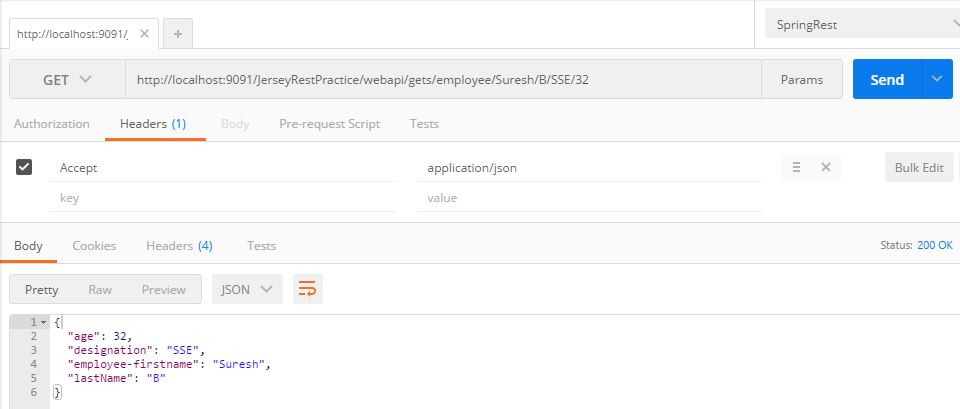 http://localhost:9091/
SpringRest
GET http://localhost:9091/JerseyRestPractice/webapi/gets/employee/Suresh/B/SSE/32 Params Send
Authorization Headers (1) Body Pre-request Script Tests
Accept application/json Bulk Edit
key value
Body Cookies Headers (4) Tests Status: 200 OK
Pretty Raw Preview JSON
1 {
2 "age": 32,
3 "designation": "SSE",
4 "employee-firstname": "Suresh",
5 "lastName": "B"
6 }